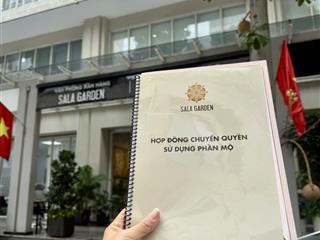 VĂN PHÒNG BÁN HÀNG
SALA GARDEN
SALA GARDEN
HỢP ĐỒNG CHUYỂN QUYỀN
SỬ DỤNG PHẦN MỘ